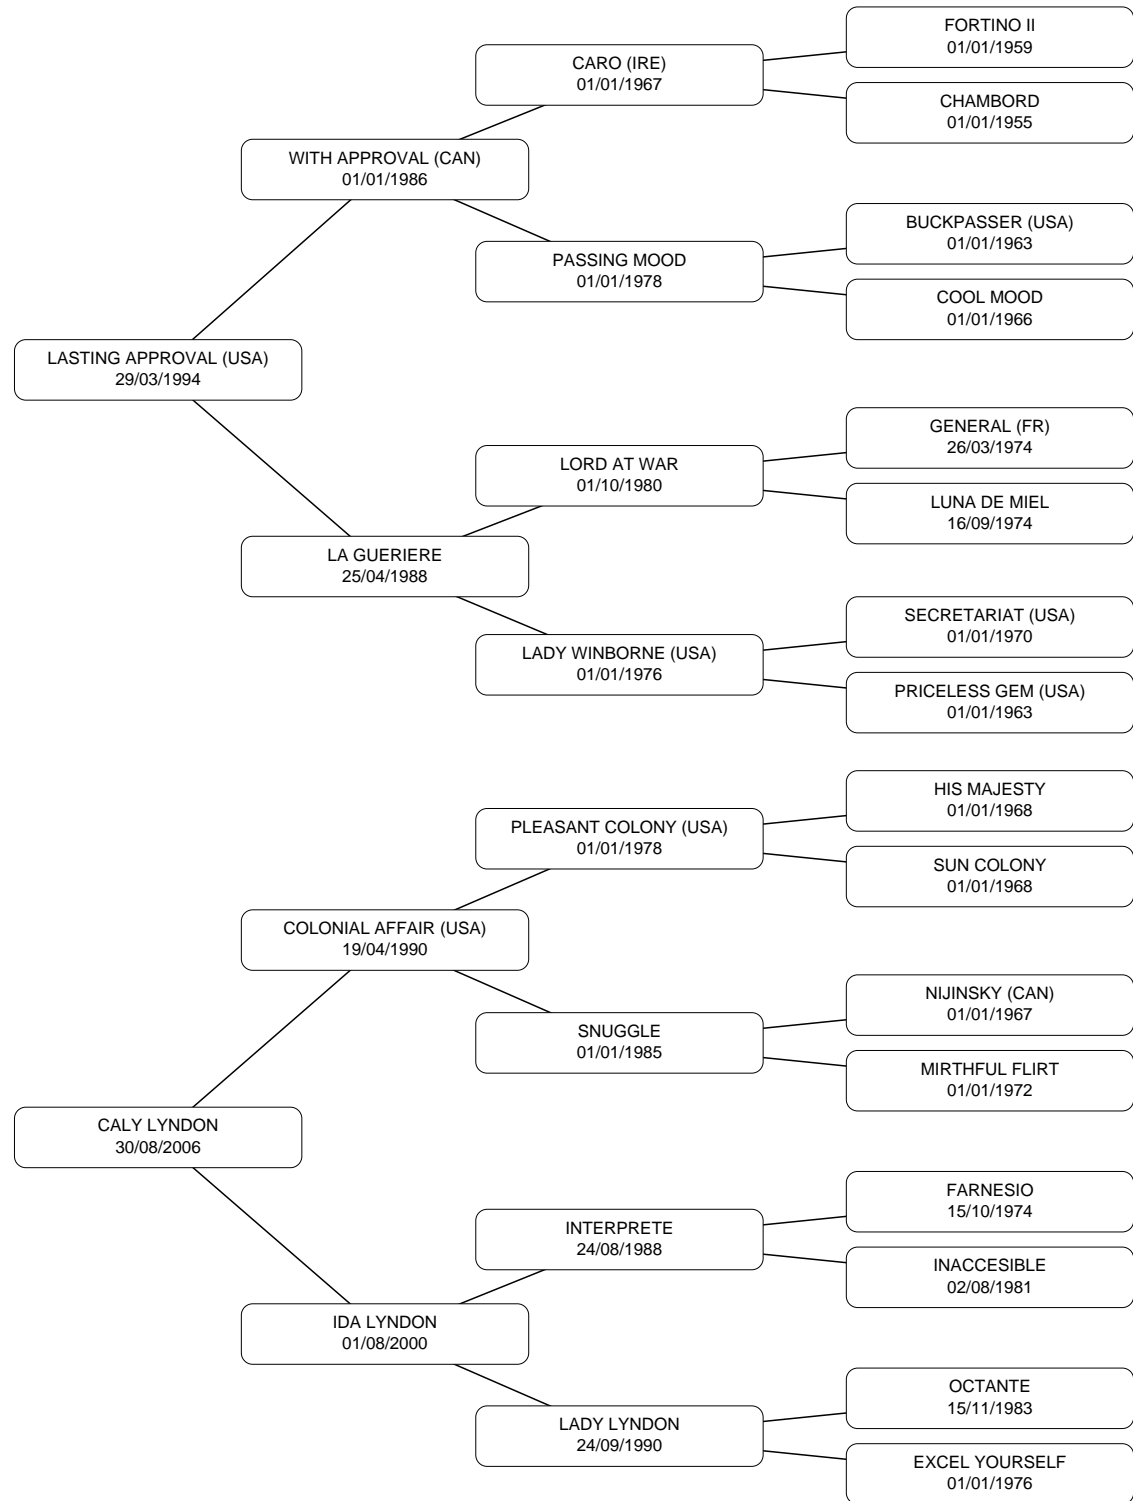 FORTINO II
01/01/1959
CARO (IRE)
01/01/1967
CHAMBORD
01/01/1955
WITH APPROVAL (CAN)
01/01/1986
BUCKPASSER (USA)
01/01/1963
PASSING MOOD
01/01/1978
COOL MOOD
01/01/1966
LASTING APPROVAL (USA)
29/03/1994
GENERAL (FR)
26/03/1974
LORD AT WAR
01/10/1980
LUNA DE MIEL
16/09/1974
LA GUERIERE
25/04/1988
SECRETARIAT (USA)
01/01/1970
LADY WINBORNE (USA)
01/01/1976
PRICELESS GEM (USA)
01/01/1963
HIS MAJESTY
01/01/1968
PLEASANT COLONY (USA)
01/01/1978
SUN COLONY
01/01/1968
COLONIAL AFFAIR (USA)
19/04/1990
NIJINSKY (CAN)
01/01/1967
SNUGGLE
01/01/1985
MIRTHFUL FLIRT
01/01/1972
CALY LYNDON
30/08/2006
FARNESIO
15/10/1974
INTERPRETE
24/08/1988
INACCESIBLE
02/08/1981
IDA LYNDON
01/08/2000
OCTANTE
15/11/1983
LADY LYNDON
24/09/1990
EXCEL YOURSELF
01/01/1976